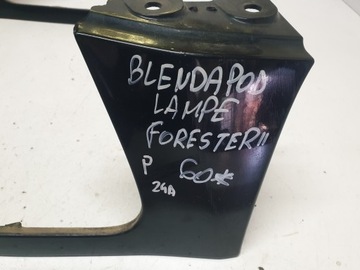 BLENDA POD
LAMPE
FORESTER II
P 60.*
24A